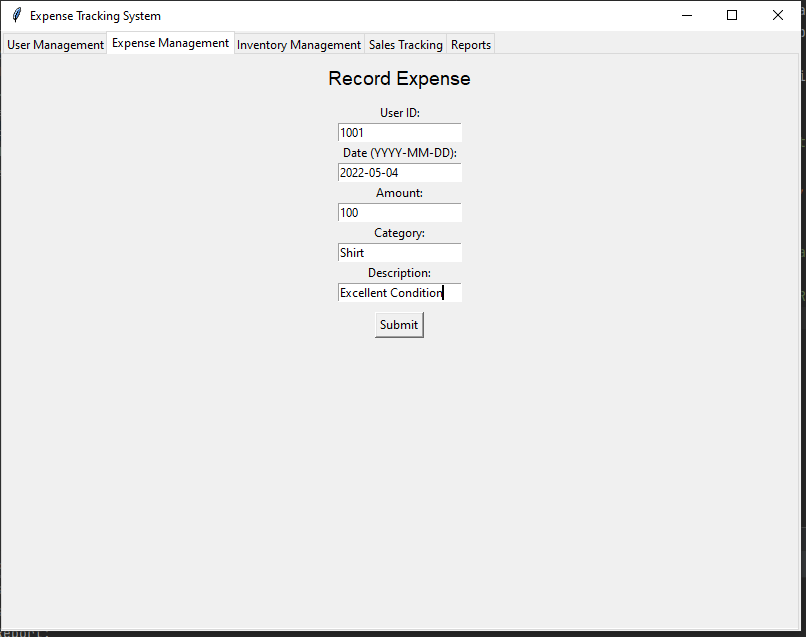 Expense Tracking System
User Management Expense Management Inventory Management Sales Tracking Reports
Record Expense
User ID:
1001
Date (YYYY-MM-DD):
2022-05-04
Amount:
100
Category:
Shirt
Description:
Excellent Condition
Submit